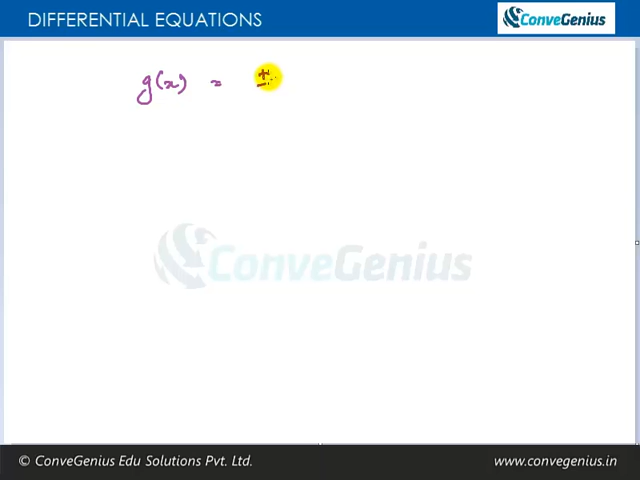 DIFFERENTIAL EQUATIONS
ConveGenius
g(x) = ±
ConveGenius
© ConveGenius Edu Solutions Pvt. Ltd.
www.convegenius.in